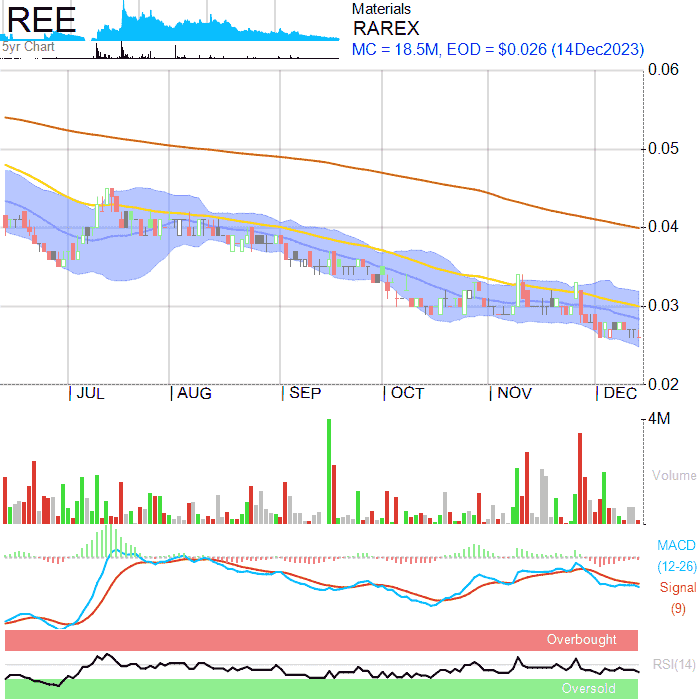 REE
5yr Chart
Materials
RAREX
MC = 18.5M, EOD = $0.026 (14Dec2023)
0.06
0.05
0.04
0.03
0.02
JUL AUG SEP OCT NOV DEC
4M
Volume
MACD
(12-26)
Signal
(9)
Overbought
RSI(14)
Oversold